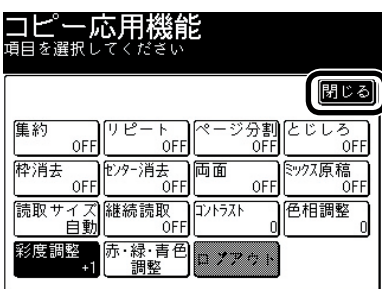 コピー応用機能
項目を選択してください
閉じる
集約 OFF
リピート OFF
ページ分割 OFF
とじしろ OFF
枠消去 OFF
センター消去 OFF
両面 OFF
ミックス原稿 OFF
読取サイズ 自動
継続読取 OFF
コントラスト 0
色相調整 0
彩度調整 +1
赤・緑・青色調整
ログアウト